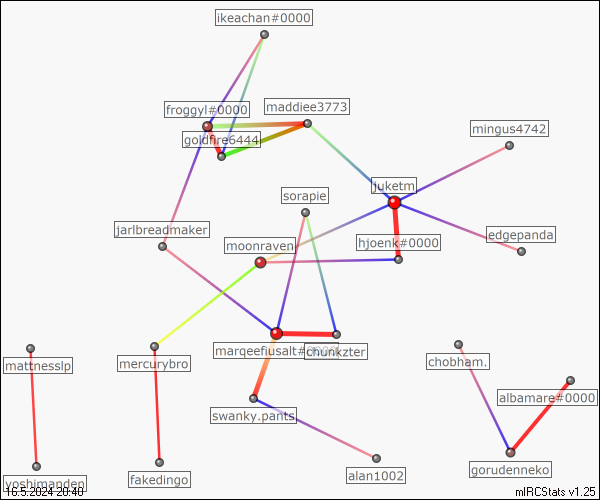 ikeachan#0000
froggyl#0000
maddiee3773
goldfire6444
mingus4742
juketm
sorapie
jarlbreadmaker
moonraven
hjoenk#0000
edgepanda
marqeefiusalt#0000
chunkzter
mattnesslp
mercurybro
chobham.
albamare#0000
swanky.pants.
yoshimanden
fakedingo
alan1002
gorudenneko
16.5.2024 20:40
mIRCStats v1.25